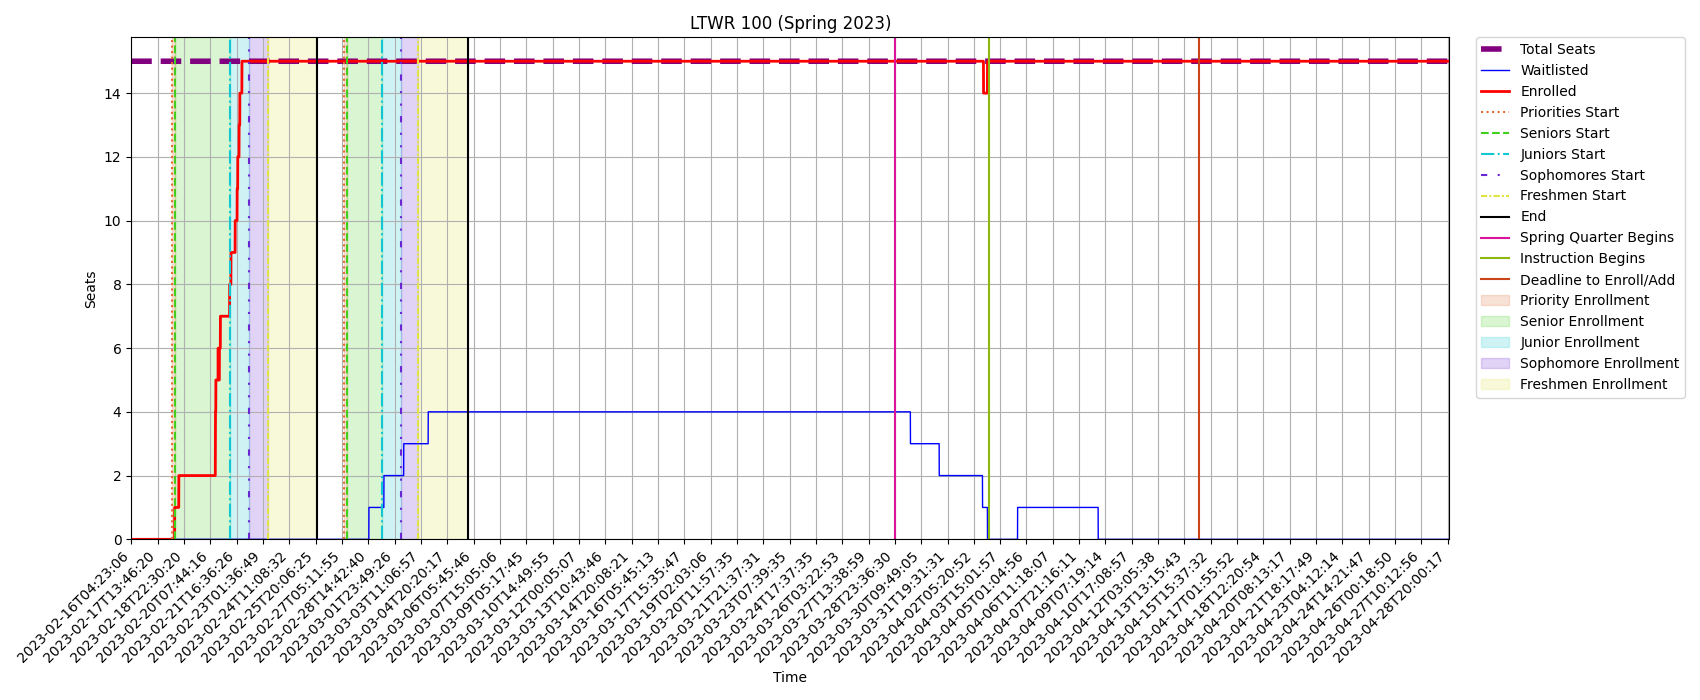 LTWR 100 (Spring 2023)
Seats
14
12
10
8
6
4
2
0
2023-02-16T04:23:06
2023-02-17T13:46:20
2023-02-18T22:30:20
2023-02-20T07:44:16
2023-02-21T16:36:26
2023-02-23T01:36:49
2023-02-24T11:08:32
2023-02-25T20:06:25
2023-02-27T05:11:55
2023-02-28T14:42:40
2023-03-01T23:49:26
2023-03-03T11:06:57
2023-03-04T20:20:17
2023-03-06T05:45:46
2023-03-07T15:05:06
2023-03-09T05:17:45
2023-03-10T14:49:55
2023-03-12T00:05:07
2023-03-13T10:43:46
2023-03-14T20:08:21
2023-03-16T05:45:13
2023-03-17T15:35:47
2023-03-19T02:03:06
2023-03-20T11:57:35
2023-03-21T21:37:31
2023-03-23T07:39:35
2023-03-24T17:37:35
2023-03-26T03:22:53
2023-03-27T13:38:59
2023-03-28T23:36:30
2023-03-30T09:49:05
2023-03-31T19:31:31
2023-04-02T05:20:52
2023-04-03T15:01:57
2023-04-05T01:04:56
2023-04-06T11:18:07
2023-04-07T21:16:11
2023-04-09T07:19:14
2023-04-10T17:08:57
2023-04-12T03:05:38
2023-04-13T13:15:43
2023-04-15T15:37:32
2023-04-17T01:55:52
2023-04-18T12:20:54
2023-04-20T08:13:17
2023-04-21T18:17:49
2023-04-23T04:12:14
2023-04-24T14:21:47
2023-04-26T00:18:50
2023-04-27T10:12:56
2023-04-28T20:00:17
Time
Total Seats
Waitlisted
Enrolled
Priorities Start
Seniors Start
Juniors Start
Sophomores Start
Freshmen Start
End
Spring Quarter Begins
Instruction Begins
Deadline to Enroll/Add
Priority Enrollment
Senior Enrollment
Junior Enrollment
Sophomore Enrollment
Freshmen Enrollment